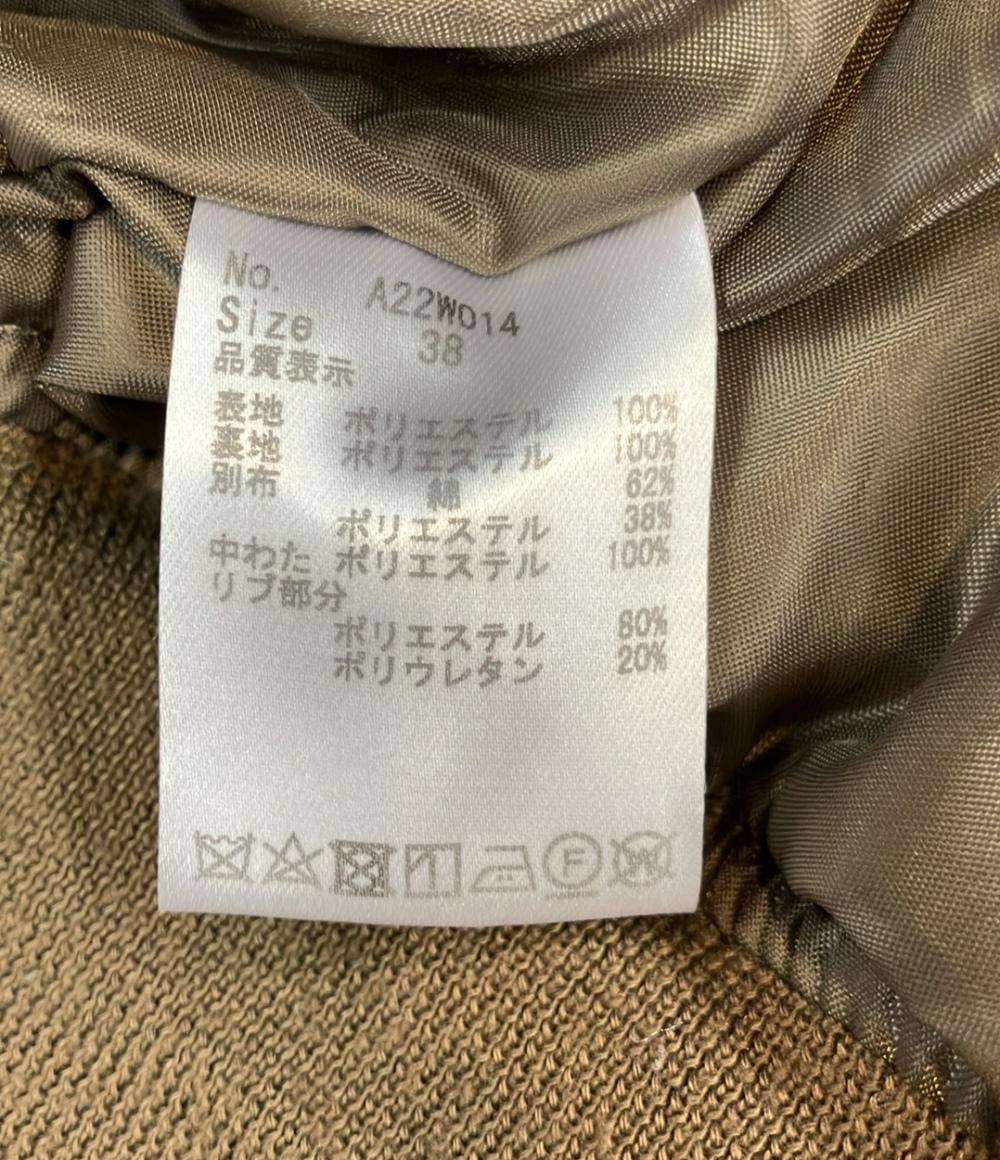 No. A22W014
Size 38
品質表示
表地 ポリエステル 100%
裏地 ポリエステル 100%
別布 綿 62%
ポリエステル 38%
中わた ポリエステル 100%
リブ部分
ポリエステル 80%
ポリウレタン 20%
F W